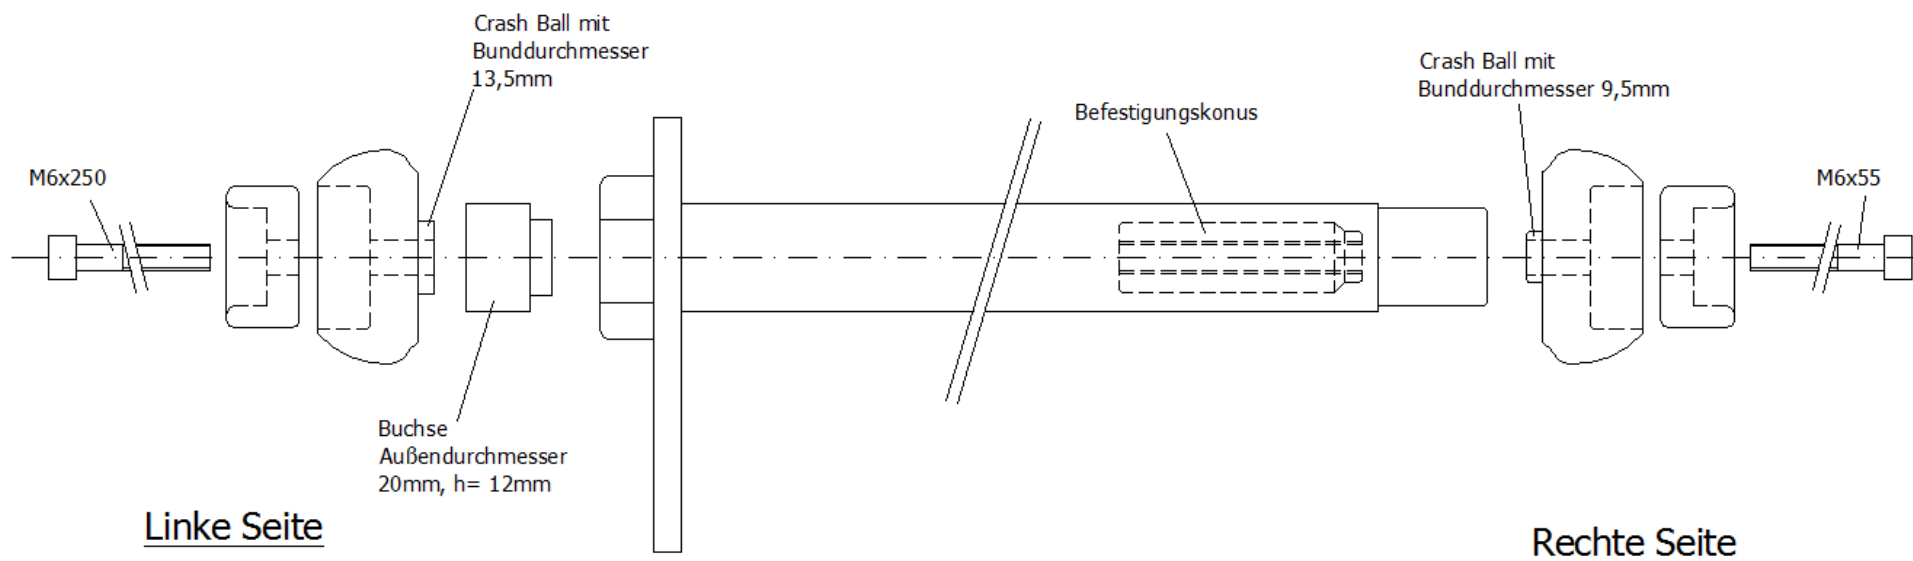 Crash Ball mit
Bunddurchmesser
13,5mm
Crash Ball mit
Bunddurchmesser 9,5mm
Befestigungskonus
M6x250
M6x55
Buchse
Außendurchmesser
20mm, h= 12mm
Linke Seite
Rechte Seite